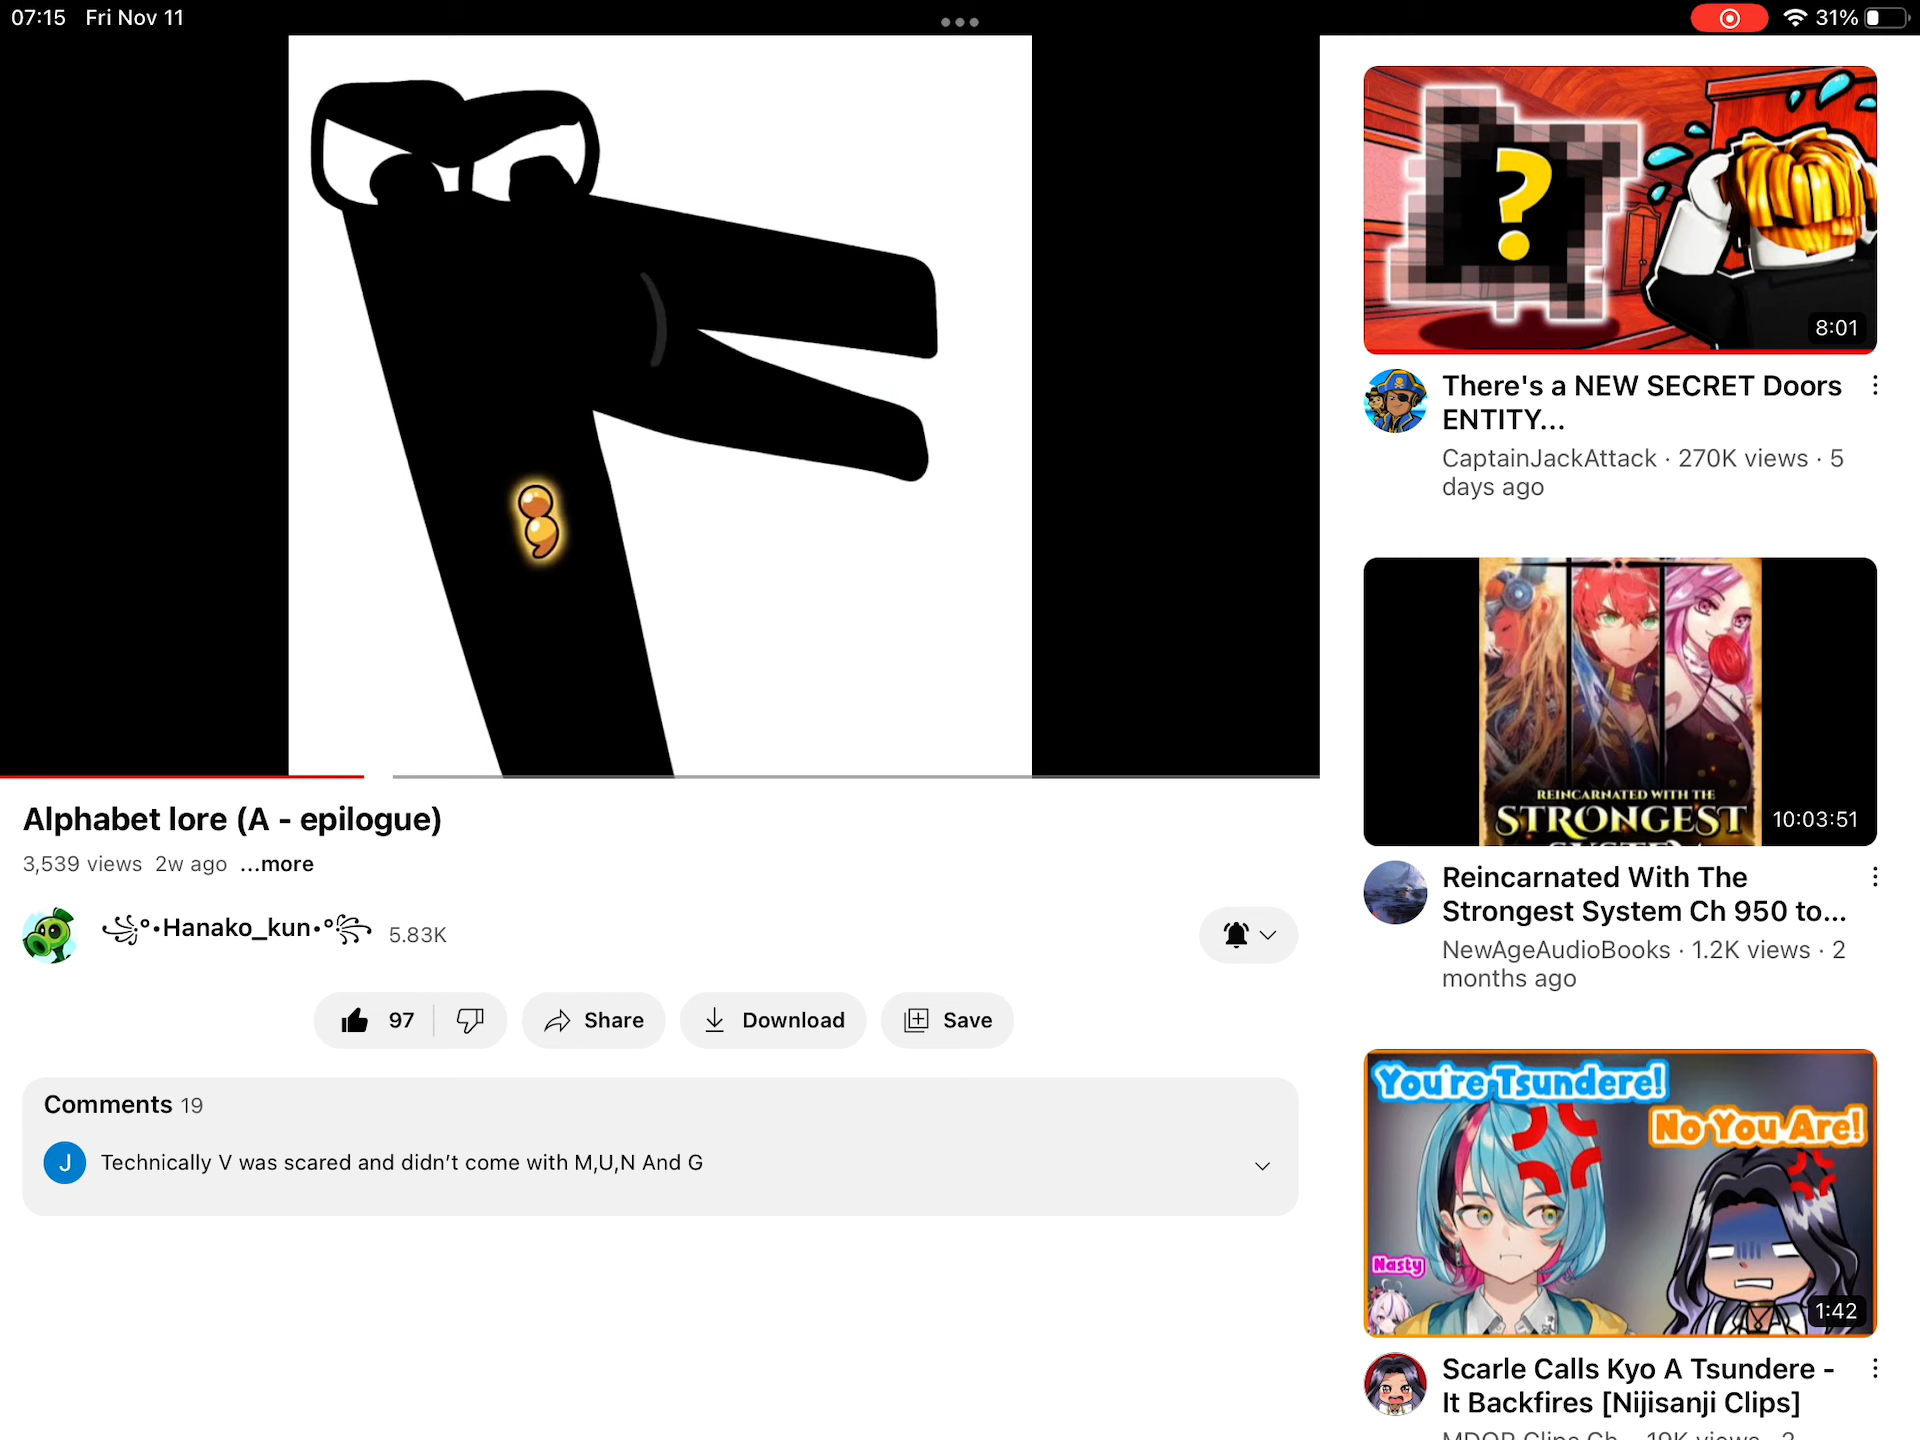 07:15 Fri Nov 11
31%
Alphabet lore (A - epilogue)
3,539 views 2w ago ...more
꧁༺°•Hanako_kun•°꧂ 5.83K
97
Share
Download
Save
Comments 19
J
Technically V was scared and didn’t come with M,U,N And G
?
8:01
There's a NEW SECRET Doors
ENTITY...
CaptainJackAttack · 270K views · 5
days ago
REINCARNATED WITH THE
STRONGEST
SYSTEM
10:03:51
Reincarnated With The
Strongest System Ch 950 to...
NewAgeAudioBooks · 1.2K views · 2
months ago
You're Tsundere!
No You Are!
Nasty
1:42
Scarle Calls Kyo A Tsundere -
It Backfires [Nijisanji Clips]